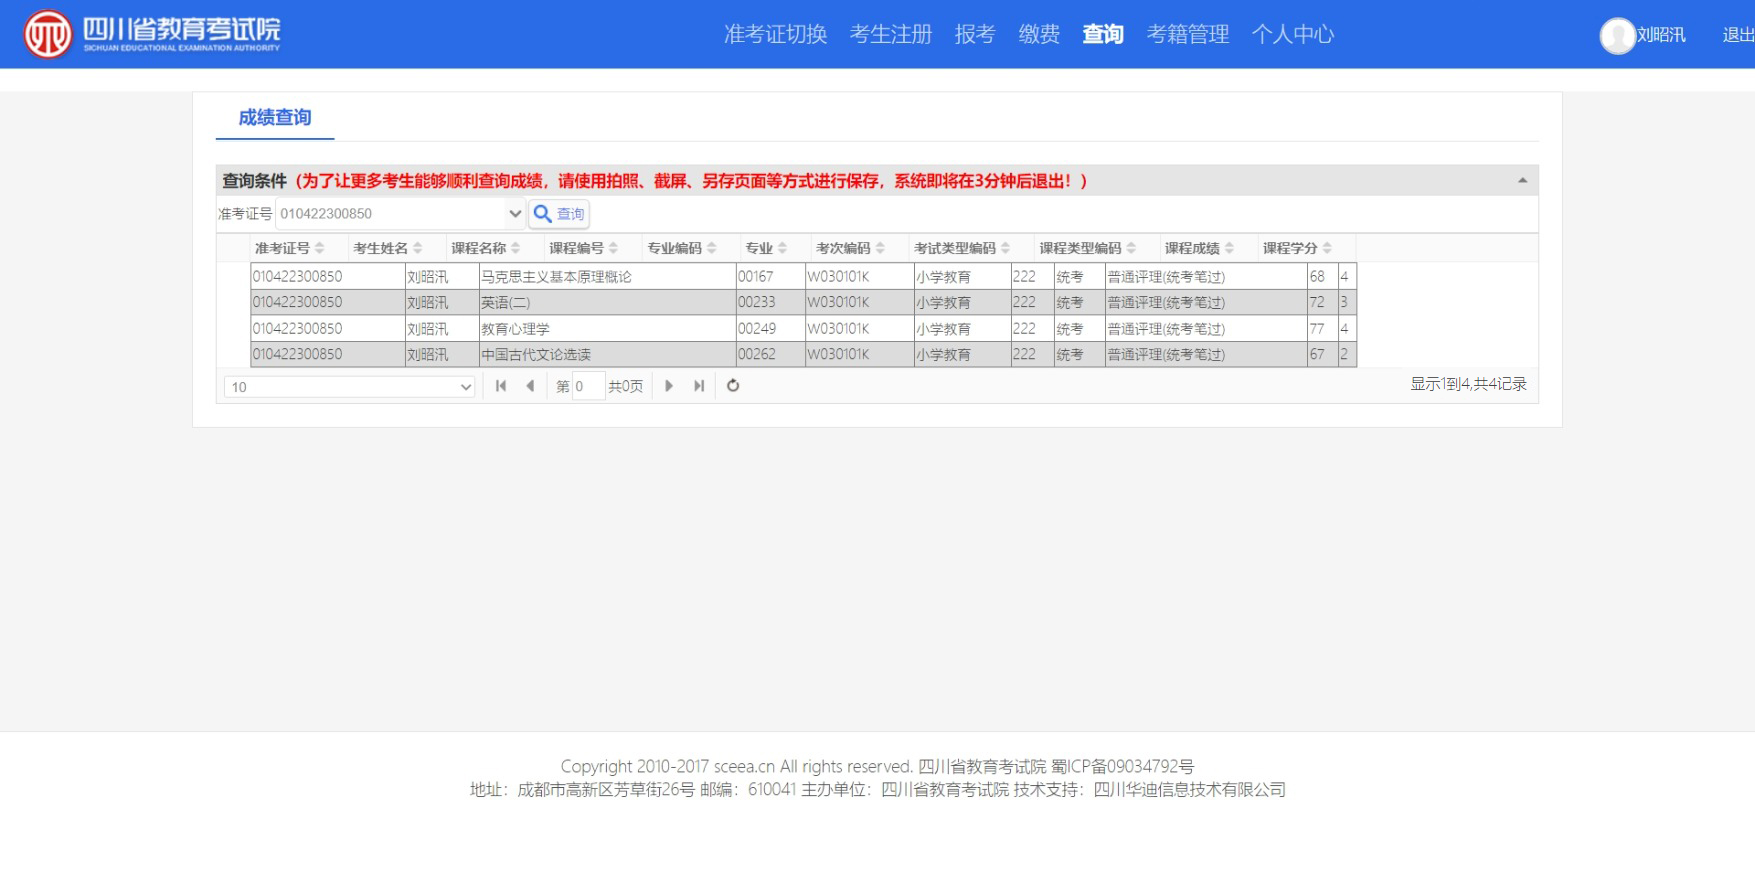 四川省教育考试院
SICHUAN EDUCATIONAL EXAMINATION AUTHORITY
准考证切换 考生注册 报考 缴费 查询 考籍管理 个人中心
刘昭汛 退出
成绩查询
查询条件（为了让更多考生能够顺利查询成绩，请使用拍照、截屏、另存页面等方式进行保存，系统即将在3分钟后退出！）
准考证号 010422300850 查询
准考证号 考生姓名 课程名称 课程编号 专业编码 专业 考次编码 考试类型编码 课程类型编码 课程成绩 课程学分
010422300850 刘昭汛 马克思主义基本原理概论 00167 W030101K 小学教育 222 统考 普通评理(统考笔过) 68 4
010422300850 刘昭汛 英语(二) 00233 W030101K 小学教育 222 统考 普通评理(统考笔过) 72 3
010422300850 刘昭汛 教育心理学 00249 W030101K 小学教育 222 统考 普通评理(统考笔过) 77 4
010422300850 刘昭汛 中国古代文论选读 00262 W030101K 小学教育 222 统考 普通评理(统考笔过) 67 2
10 第 0 共0页 显示1到4,共4记录
Copyright 2010-2017 sceea.cn All rights reserved. 四川省教育考试院 蜀ICP备09034792号
地址：成都市高新区芳草街26号 邮编：610041 主办单位：四川省教育考试院 技术支持：四川华迪信息技术有限公司